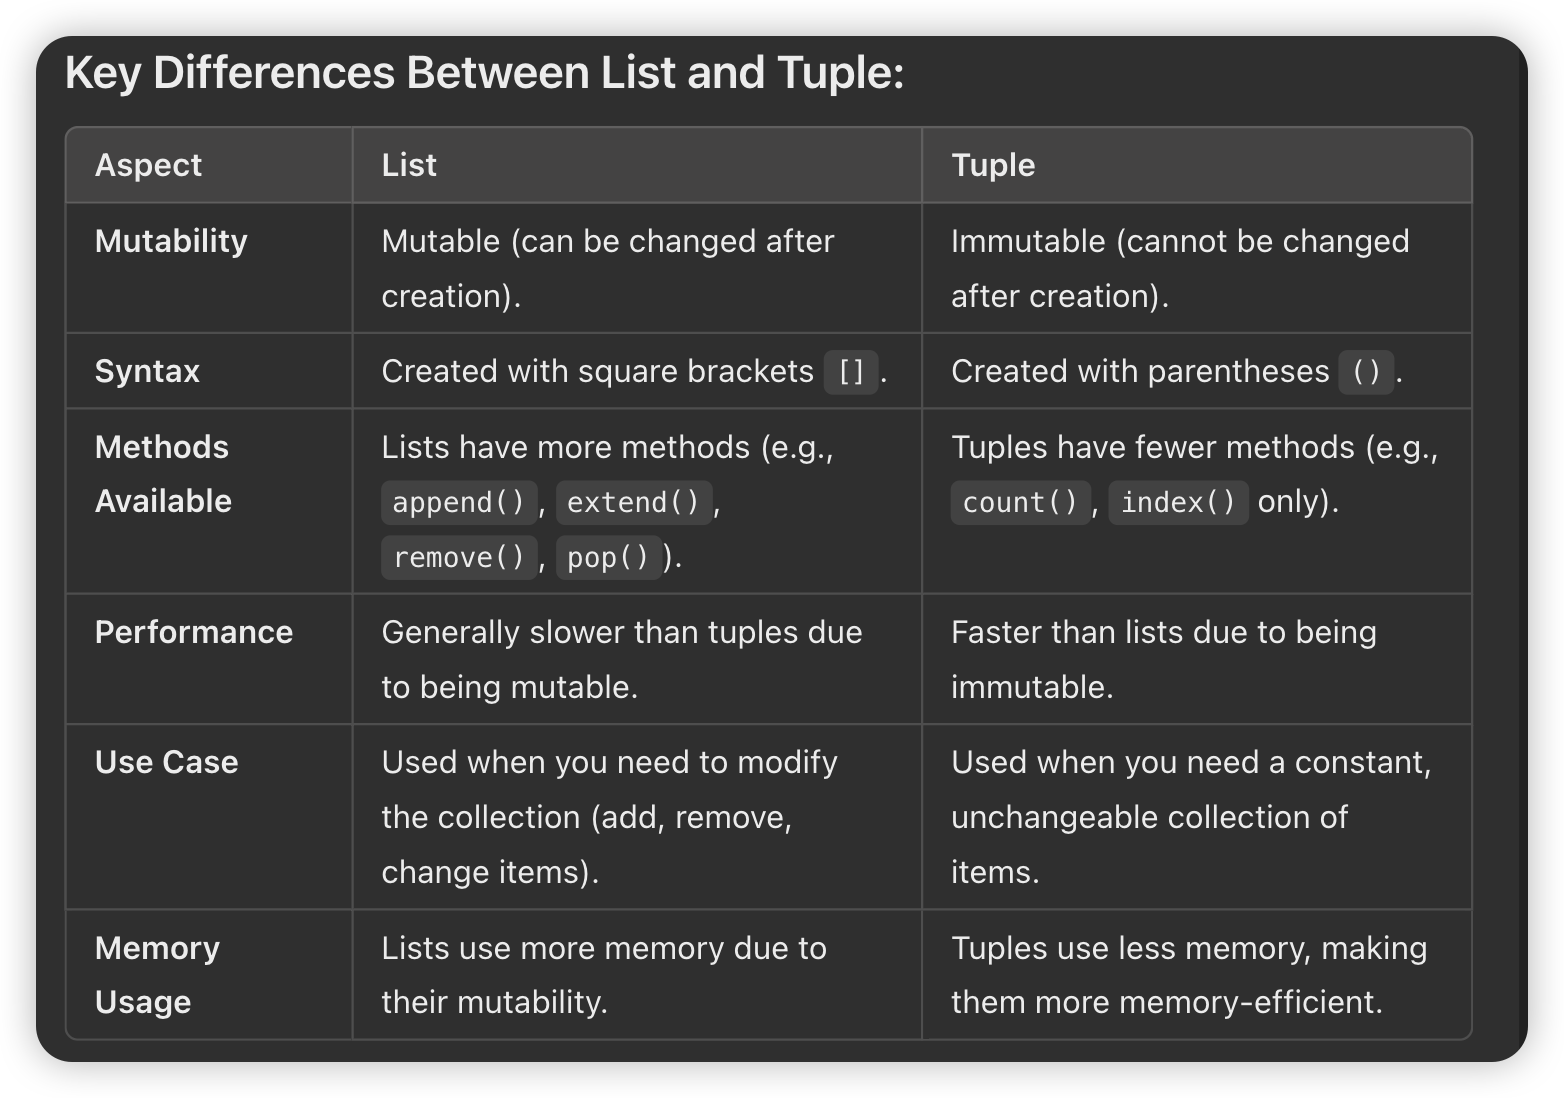 Key Differences Between List and Tuple:
Aspect
List
Tuple
Mutability
Mutable (can be changed after
creation).
Immutable (cannot be changed
after creation).
Syntax
Created with square brackets [].
Created with parentheses ().
Methods
Available
Lists have more methods (e.g.,
append(), extend(),
remove(), pop()).
Tuples have fewer methods (e.g.,
count(), index() only).
Performance
Generally slower than tuples due
to being mutable.
Faster than lists due to being
immutable.
Use Case
Used when you need to modify
the collection (add, remove,
change items).
Used when you need a constant,
unchangeable collection of
items.
Memory
Usage
Lists use more memory due to
their mutability.
Tuples use less memory, making
them more memory-efficient.